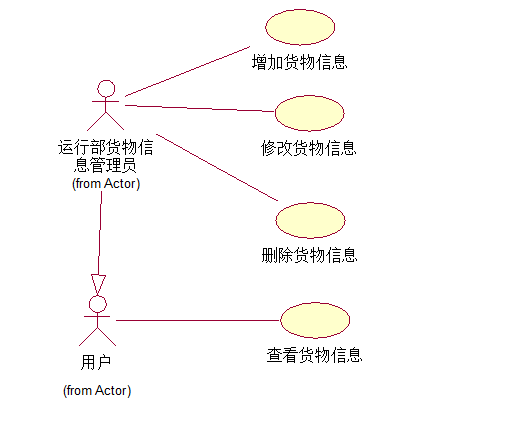 增加货物信息
修改货物信息
运行部货物信
息管理员
(from Actor)
删除货物信息
查看货物信息
用户
(from Actor)